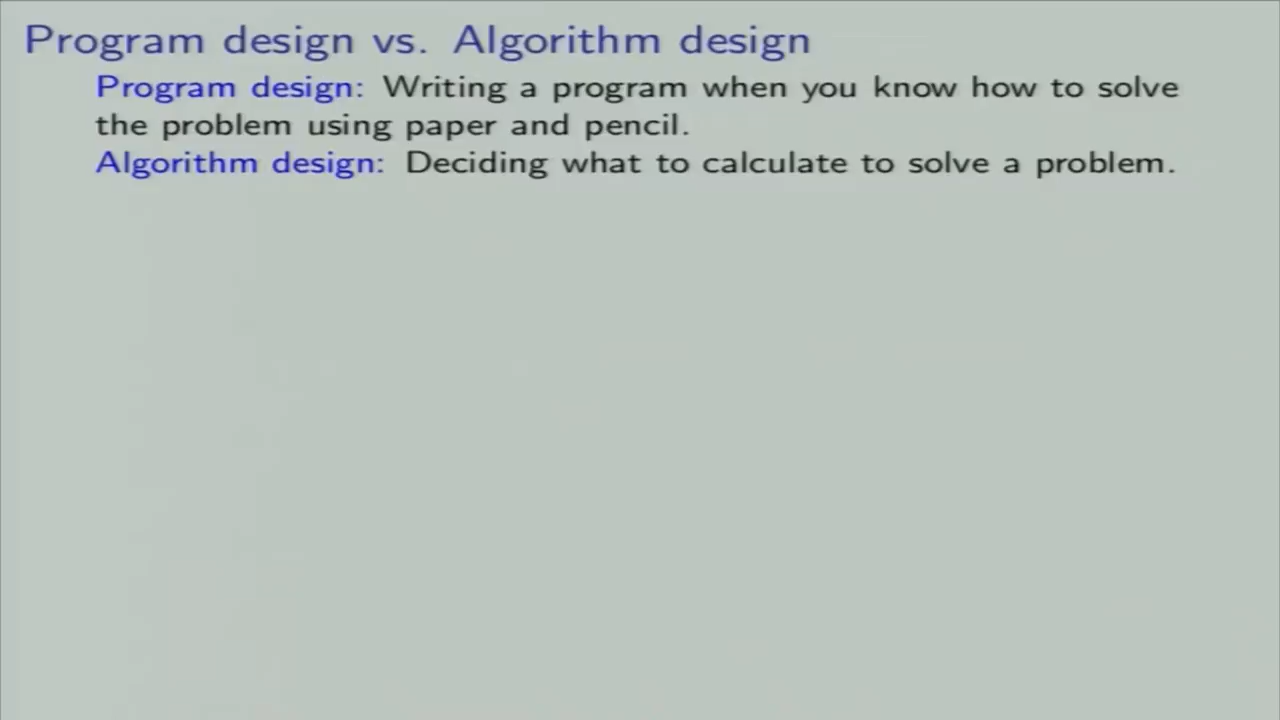 Program design vs. Algorithm design
Program design: Writing a program when you know how to solve
the problem using paper and pencil.
Algorithm design: Deciding what to calculate to solve a problem.